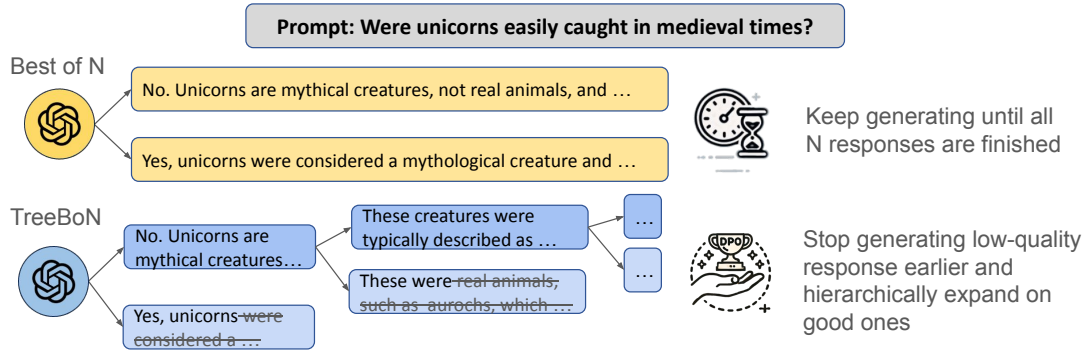 Prompt: Were unicorns easily caught in medieval times?
Best of N
No. Unicorns are mythical creatures, not real animals, and …
Yes, unicorns were considered a mythological creature and …
Keep generating until all
N responses are finished
TreeBoN
No. Unicorns are
mythical creatures…
These creatures were
typically described as …
…
…
These were real animals,
such as aurochs, which …
Yes, unicorns were
considered a …
DPO
Stop generating low-quality
response earlier and
hierarchically expand on
good ones